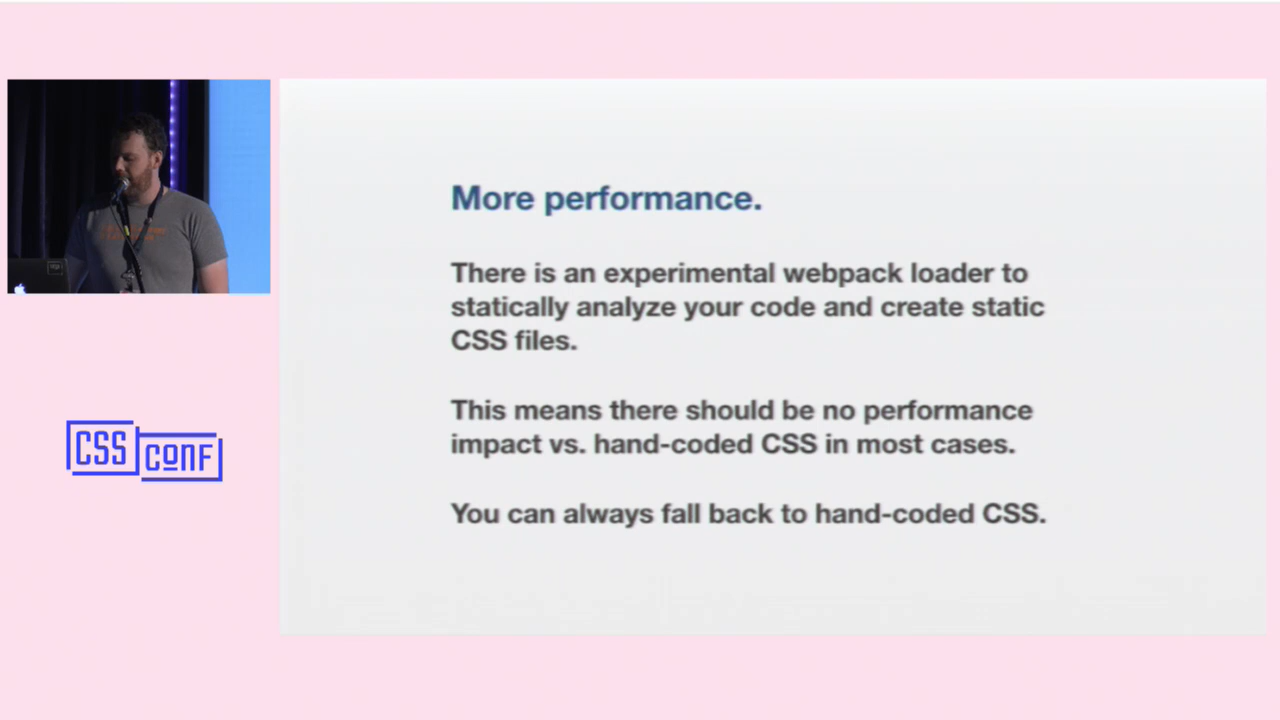 More performance.
There is an experimental webpack loader to
statically analyze your code and create static
CSS files.
This means there should be no performance
impact vs. hand-coded CSS in most cases.
You can always fall back to hand-coded CSS.
CSS
CONF